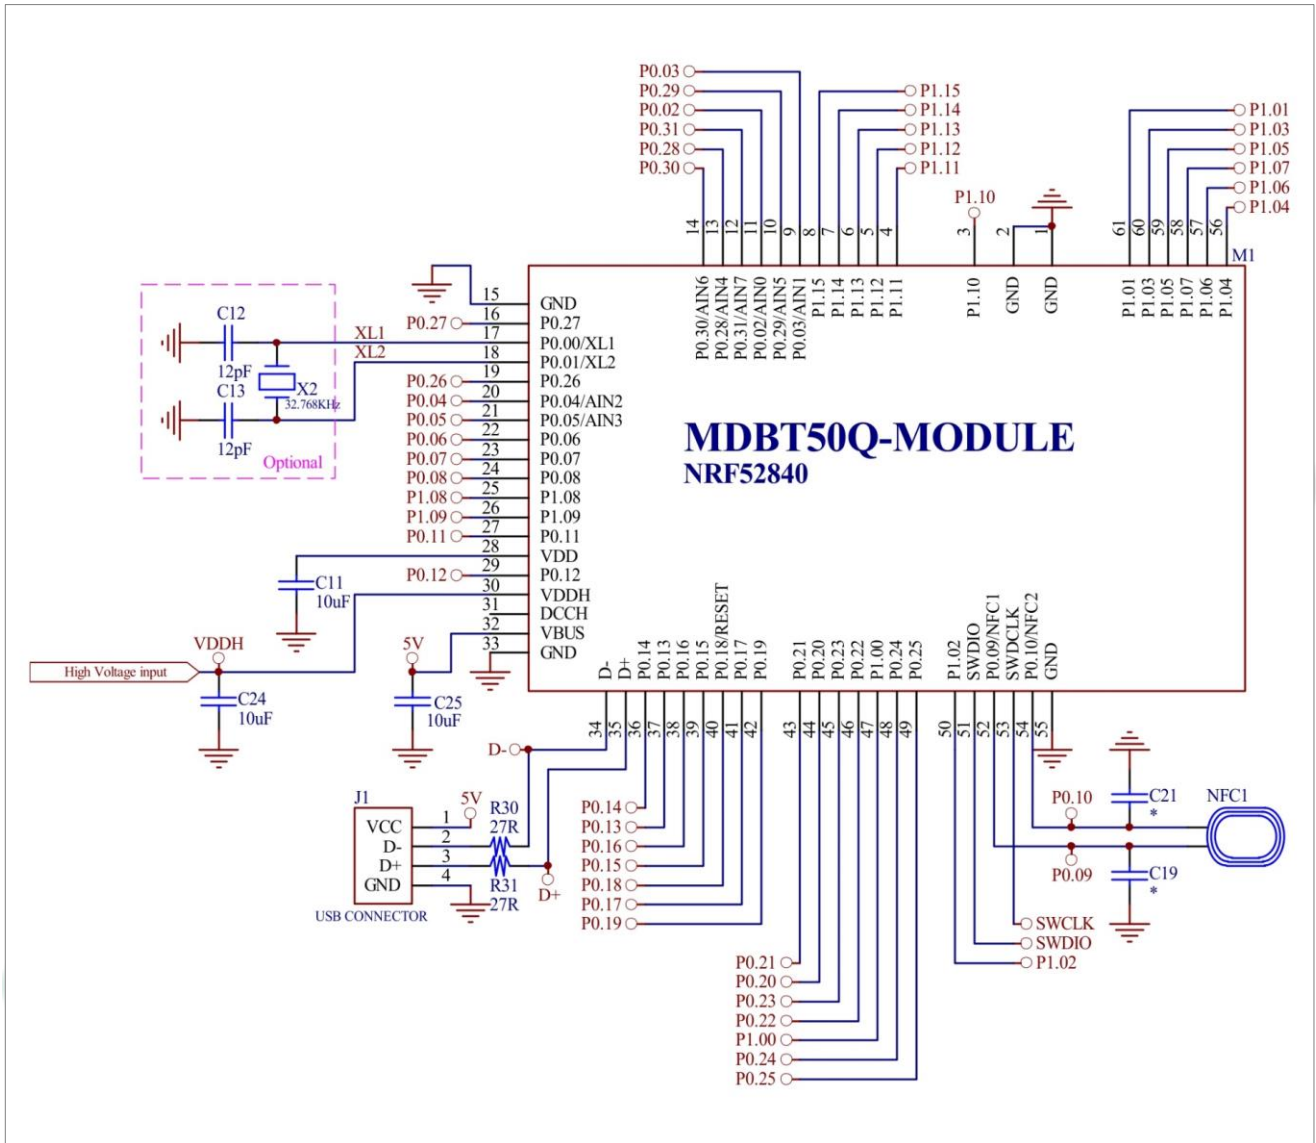 P0.03
P0.29
P0.02
P0.31
P0.28
P0.30
P1.15
P1.14
P1.13
P1.12
P1.11
P1.10
P1.01
P1.03
P1.05
P1.07
P1.06
P1.04
14 13 12 11 10 9 8 7 6 5 4 3 2 1 61 60 59 58 57 56
M1
P0.30/AIN6
P0.28/AIN4
P0.31/AIN7
P0.02/AIN0
P0.29/AIN5
P0.03/AIN1
P1.15
P1.14
P1.13
P1.12
P1.11
P1.10
GND
GND
P1.01
P1.03
P1.05
P1.07
P1.06
P1.04
15 GND
P0.27 16 P0.27
XL1 17 P0.00/XL1
XL2 18 P0.01/XL2
P0.26 19 P0.26
P0.04 20 P0.04/AIN2
P0.05 21 P0.05/AIN3
P0.06 22 P0.06
P0.07 23 P0.07
P0.08 24 P0.08
P1.08 25 P1.08
P1.09 26 P1.09
P0.11 27 P0.11
28 VDD
P0.12 29 P0.12
30 VDDH
31 DCCH
32 VBUS
33 GND
C12
12pF
C13
12pF
X2
32.768KHz
Optional
MDBT50Q-MODULE
NRF52840
C11
10uF
VDDH
High Voltage input
C24
10uF
5V
C25
10uF
D-
D+
P0.14
P0.13
P0.16
P0.15
P0.18/RESET
P0.17
P0.19
P0.21
P0.20
P0.23
P0.22
P1.00
P0.24
P0.25
P1.02
SWDIO
P0.09/NFC1
SWDCLK
P0.10/NFC2
GND
34 35 36 37 38 39 40 41 42 43 44 45 46 47 48 49 50 51 52 53 54 55
D-
J1
VCC 1 5V
D- 2
D+ 3
GND 4
USB CONNECTOR
R30
27R
R31
27R
D+
P0.14
P0.13
P0.16
P0.15
P0.18
P0.17
P0.19
P0.21
P0.20
P0.23
P0.22
P1.00
P0.24
P0.25
P0.10
C21
*
NFC1
P0.09
C19
*
SWCLK
SWDIO
P1.02